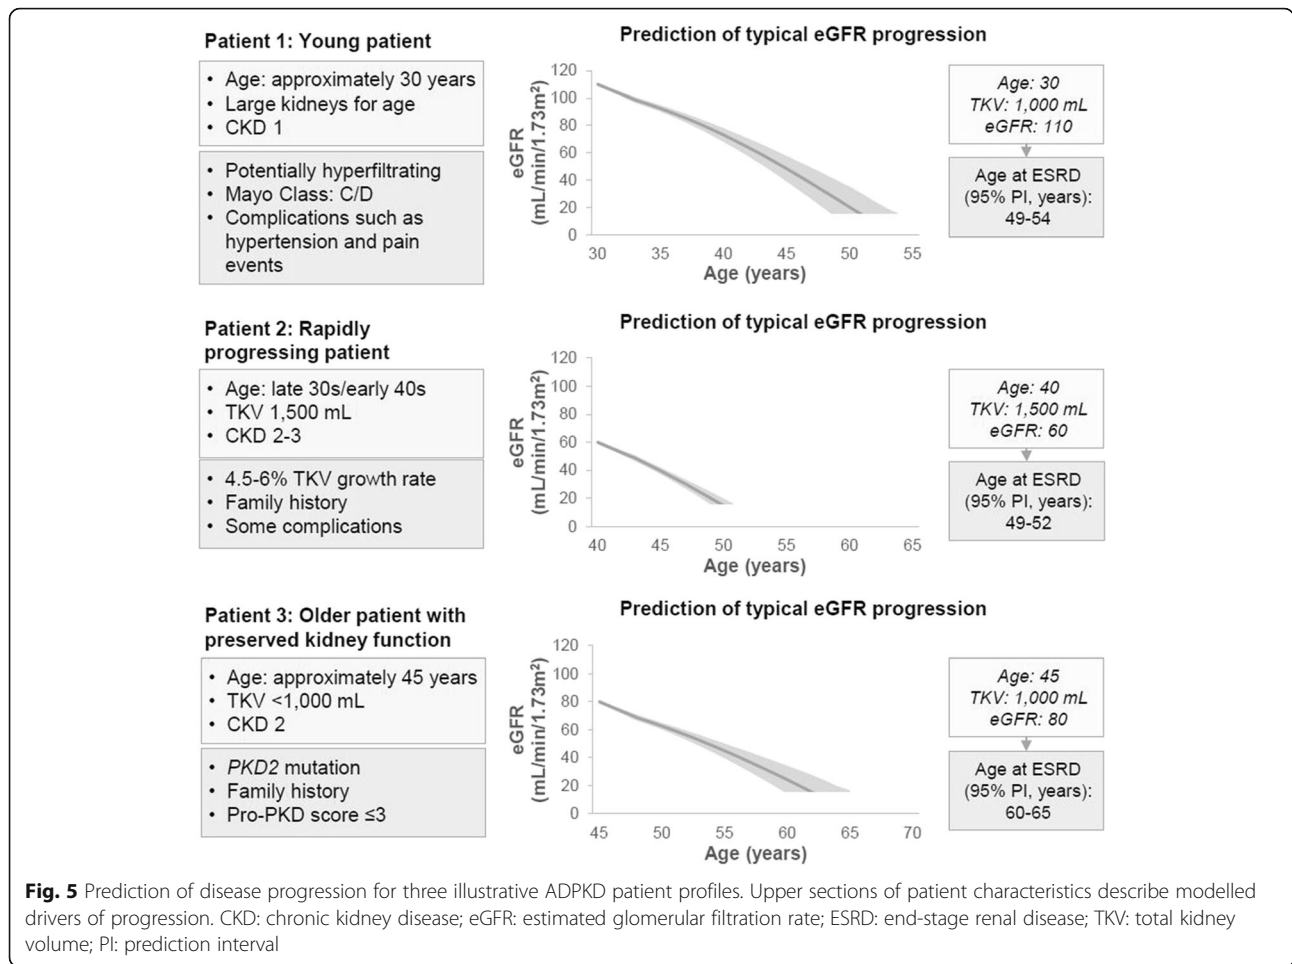 Patient 1: Young patient
• Age: approximately 30 years
• Large kidneys for age
• CKD 1
• Potentially hyperfiltrating
• Mayo Class: C/D
• Complications such as
hypertension and pain
events
Prediction of typical eGFR progression
eGFR
(mL/min/1.73m²)
120
100
80
60
40
20
0
30 35 40 45 50 55
Age (years)
Age: 30
TKV: 1,000 mL
eGFR: 110
Age at ESRD
(95% PI, years):
49-54
Patient 2: Rapidly
progressing patient
• Age: late 30s/early 40s
• TKV 1,500 mL
• CKD 2-3
• 4.5-6% TKV growth rate
• Family history
• Some complications
Prediction of typical eGFR progression
eGFR
(mL/min/1.73m²)
120
100
80
60
40
20
0
40 45 50 55 60 65
Age (years)
Age: 40
TKV: 1,500 mL
eGFR: 60
Age at ESRD
(95% PI, years):
49-52
Patient 3: Older patient with
preserved kidney function
• Age: approximately 45 years
• TKV <1,000 mL
• CKD 2
• PKD2 mutation
• Family history
• Pro-PKD score ≤3
Prediction of typical eGFR progression
eGFR
(mL/min/1.73m²)
120
100
80
60
40
20
0
45 50 55 60 65 70
Age (years)
Age: 45
TKV: 1,000 mL
eGFR: 80
Age at ESRD
(95% PI, years):
60-65
Fig. 5 Prediction of disease progression for three illustrative ADPKD patient profiles. Upper sections of patient characteristics describe modelled
drivers of progression. CKD: chronic kidney disease; eGFR: estimated glomerular filtration rate; ESRD: end-stage renal disease; TKV: total kidney
volume; PI: prediction interval